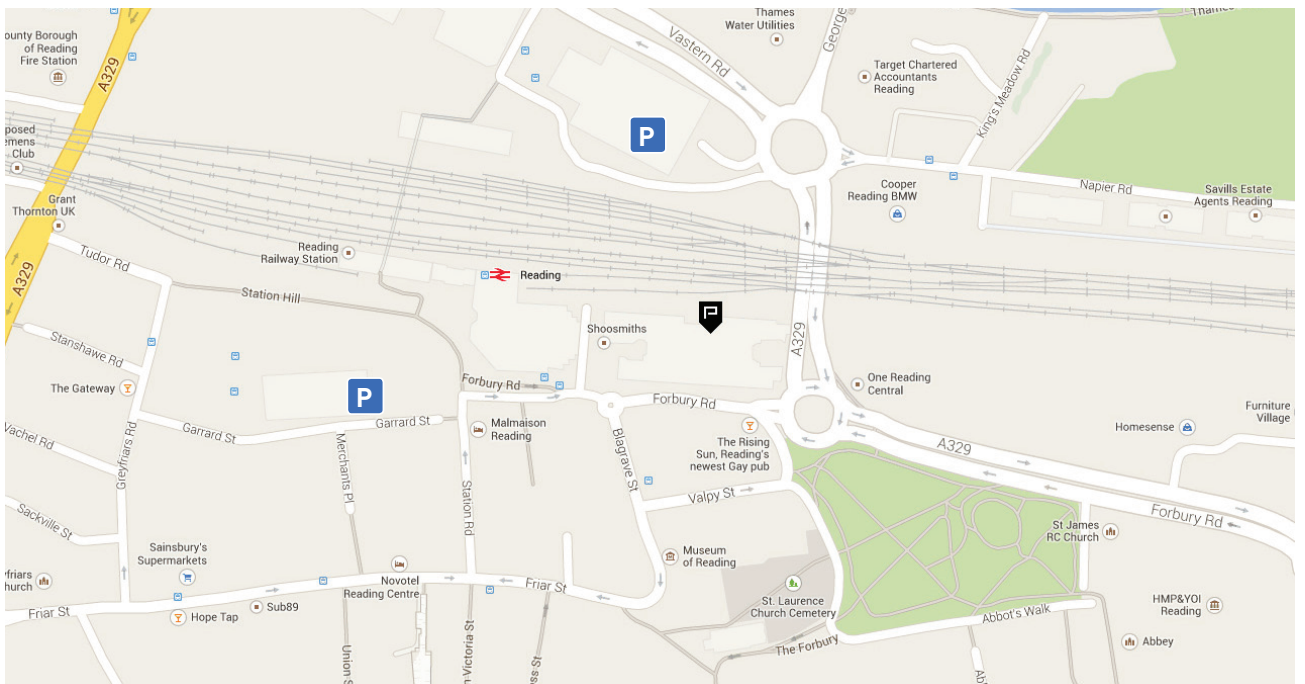 Thames
Water Utilities
Vastern Rd
George
Thames
ounty Borough
of Reading
Fire Station
A329
Target Chartered
Accountants
Reading
King's Meadow Rd
P
posed
emens
Club
Grant
Thornton UK
Cooper
Reading BMW
Napier Rd
Savills Estate
Agents Reading
Tudor Rd
Reading
Railway Station
Reading
A329
Station Hill
Shoosmiths
P
A329
Stanshawe Rd
The Gateway
P
Forbury Rd
Forbury Rd
One Reading
Central
Garrard St
Garrard St
Malmaison
Reading
Blagrave St
The Rising
Sun, Reading's
newest Gay pub
A329
Homesense
Furniture
Village
Vachel Rd
Greyfriars Rd
Merchants Pl
Station Rd
Valpy St
Sackville St
Forbury Rd
St James
RC Church
Sainsbury's
Supermarkets
Museum
of Reading
yfriars
hurch
Novotel
Reading Centre
Friar St
St. Laurence
Church Cemetery
Friar St
Hope Tap
Sub89
HMP&YOI
Reading
Abbot's Walk
The Forbury
Abbey
Union S
n Victoria St
oss St
Abb